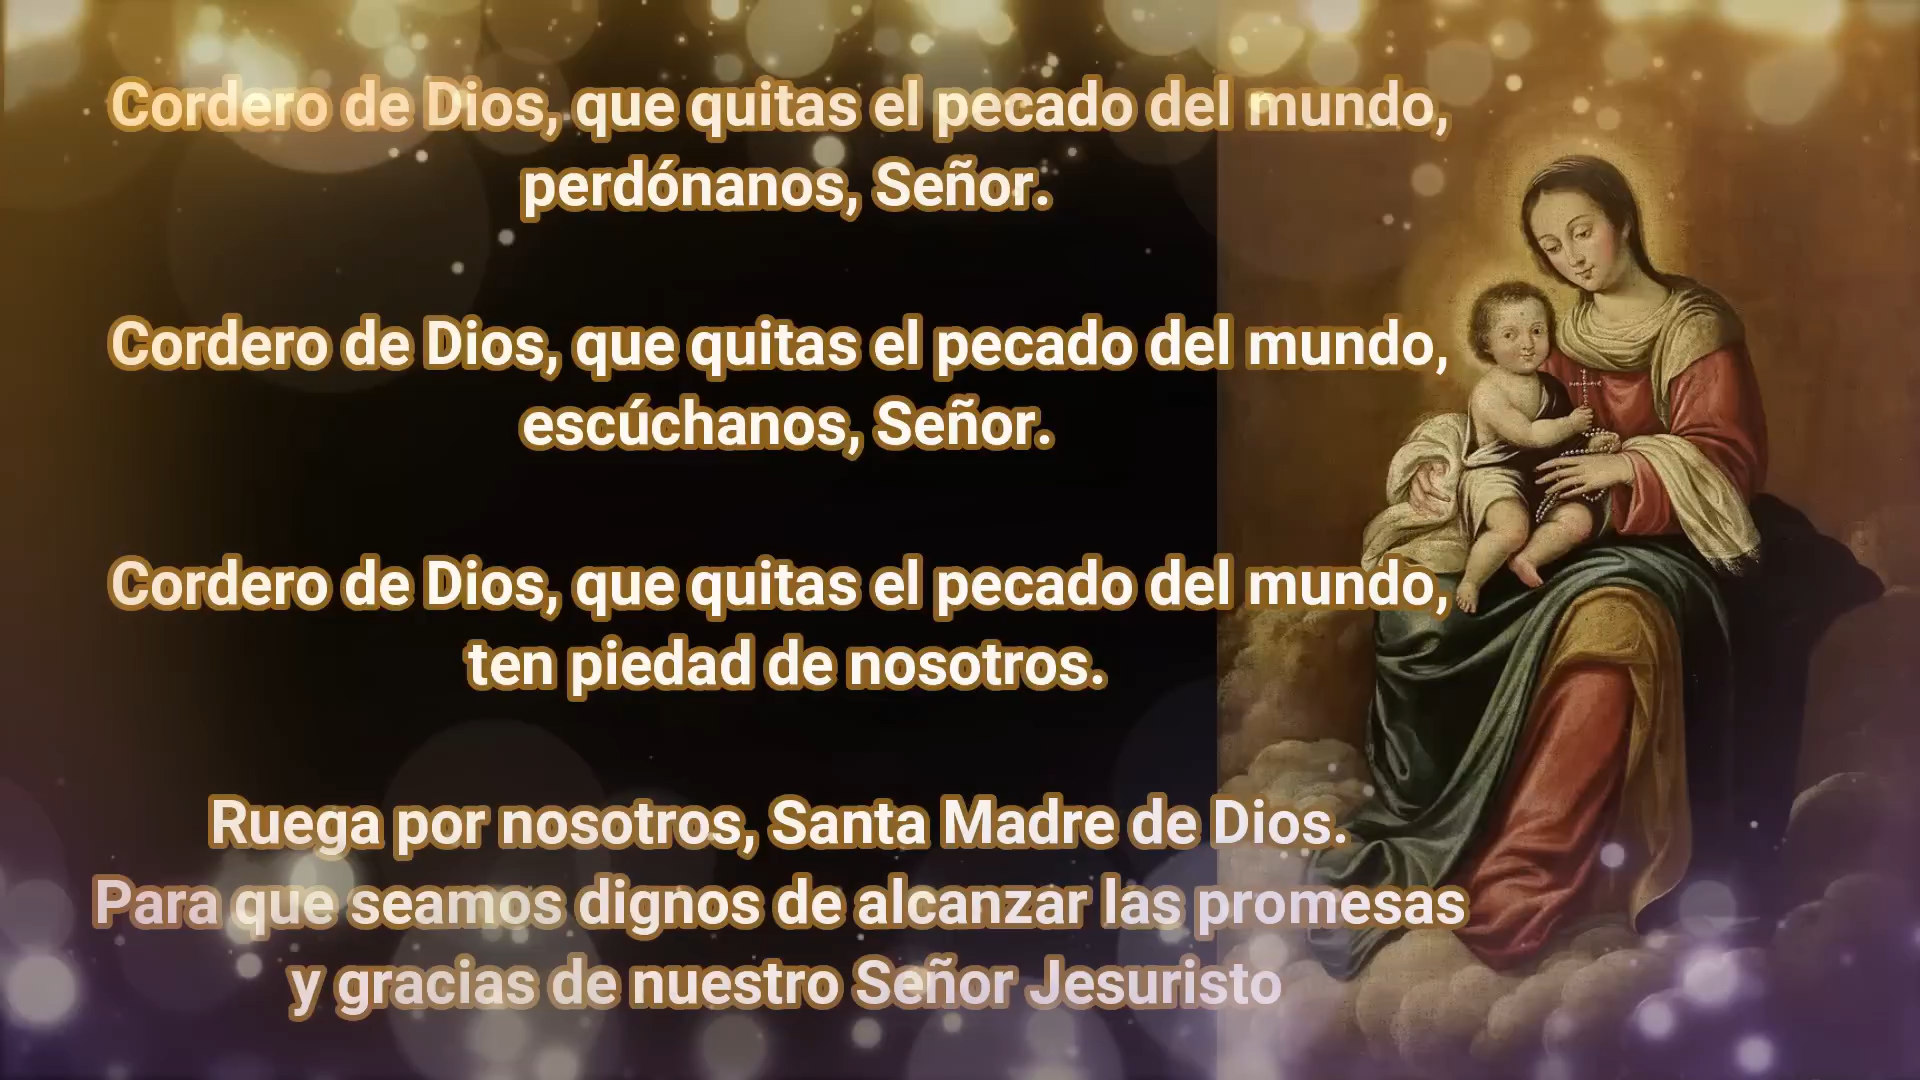 Cordero de Dios, que quitas el pecado del mundo,
perdónanos, Señor.
Cordero de Dios, que quitas el pecado del mundo,
escúchanos, Señor.
Cordero de Dios, que quitas el pecado del mundo,
ten piedad de nosotros.
Ruega por nosotros, Santa Madre de Dios.
Para que seamos dignos de alcanzar las promesas
y gracias de nuestro Señor Jesuristo